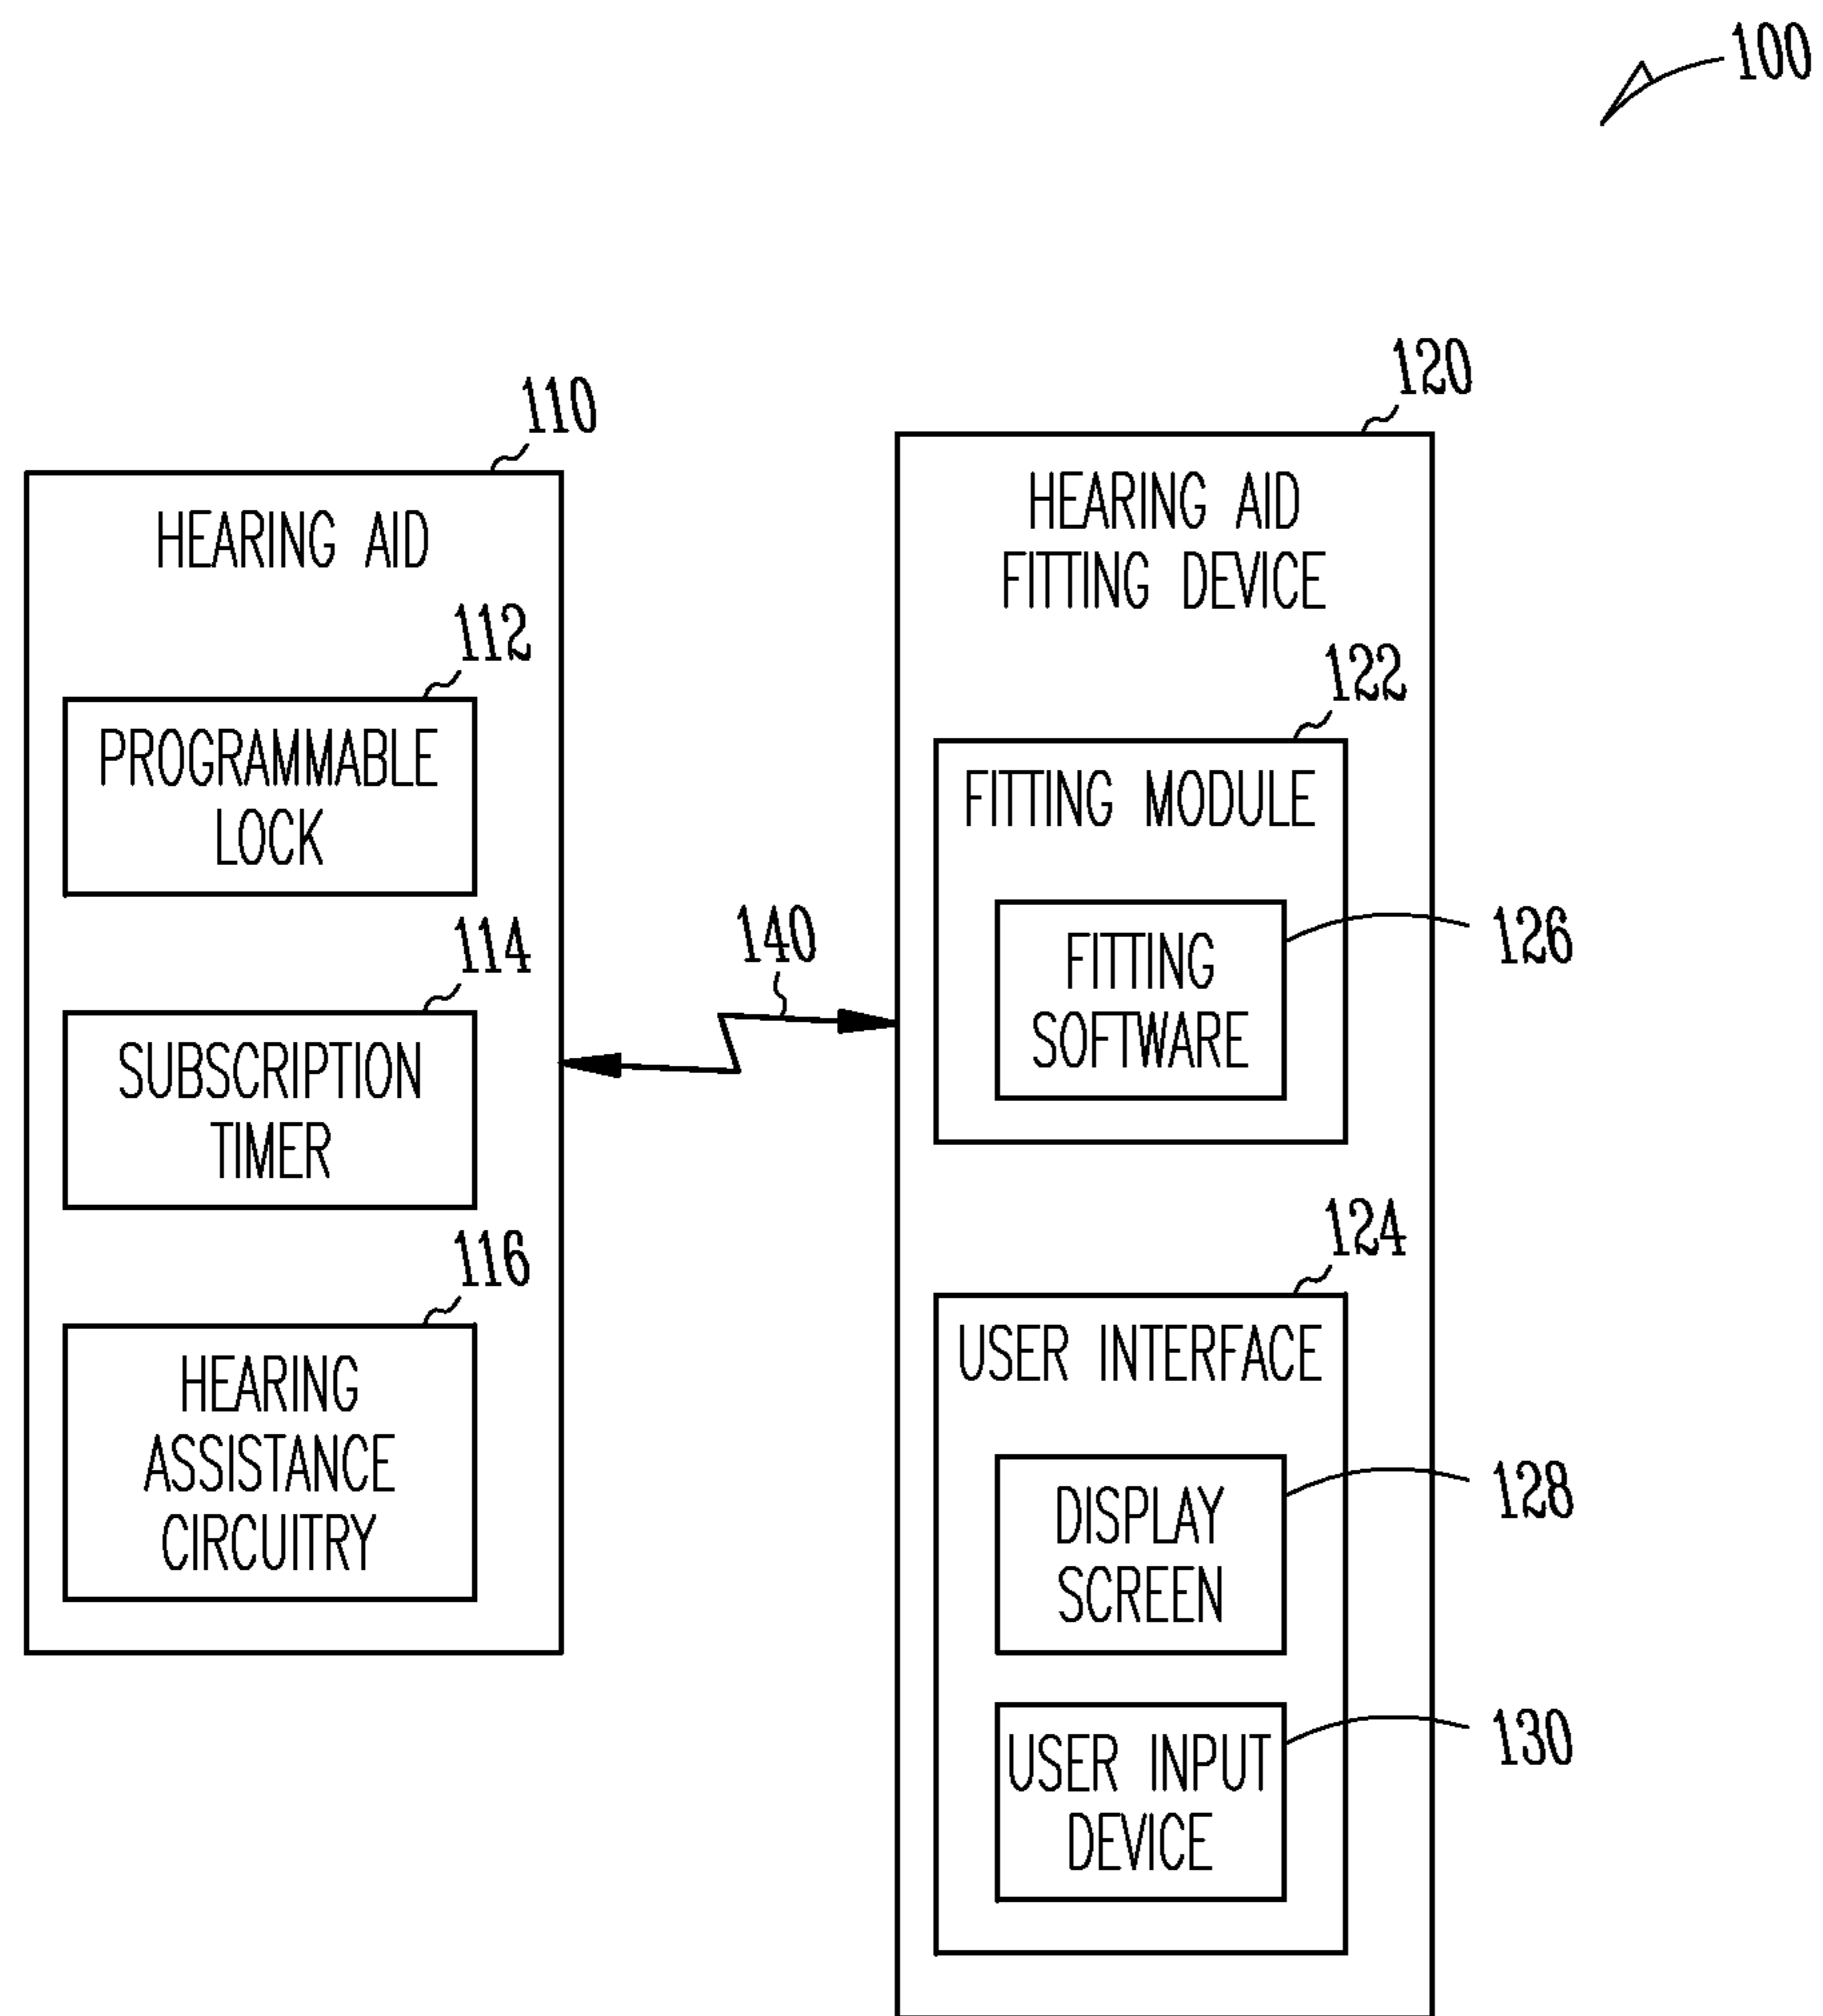 100
110
HEARING AID
112
PROGRAMMABLE
LOCK
114
SUBSCRIPTION
TIMER
116
HEARING
ASSISTANCE
CIRCUITRY
140
120
HEARING AID
FITTING DEVICE
122
FITTING MODULE
FITTING
SOFTWARE
126
124
USER INTERFACE
DISPLAY
SCREEN
128
USER INPUT
DEVICE
130